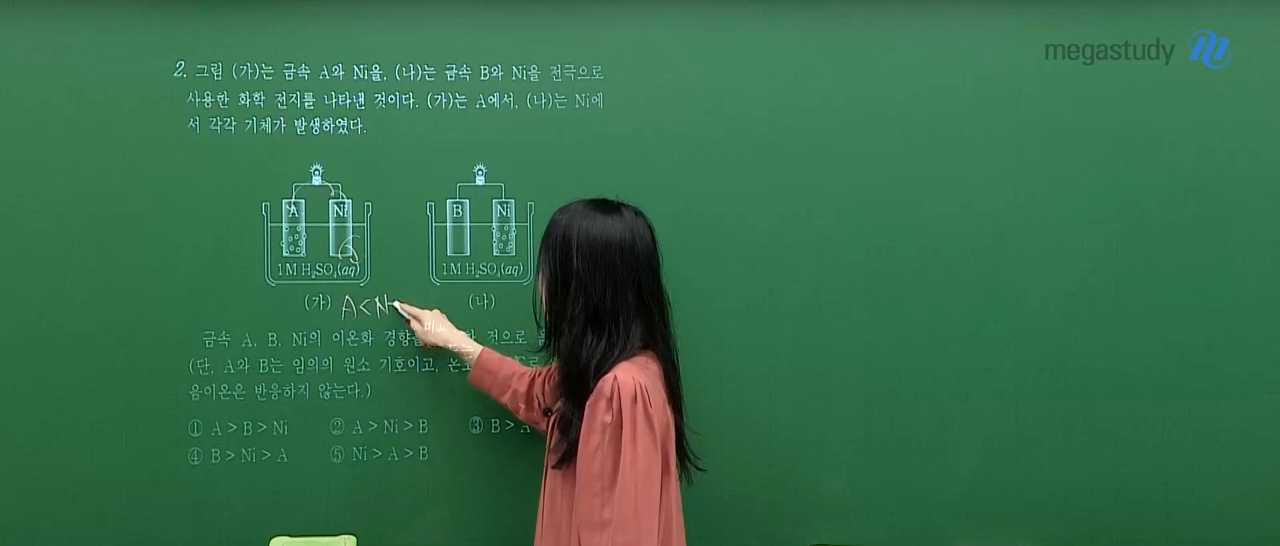 megastudy
2. 그림 (가)는 금속 A와 Ni을, (나)는 금속 B와 Ni을 전극으로
사용한 화학 전지를 나타낸 것이다. (가)는 A에서, (나)는 Ni에
서 각각 기체가 발생하였다.
A Ni B Ni
1M H₂SO₄(aq) 1M H₂SO₄(aq)
(가) A<N (나)
금속 A, B, Ni의 이온화 경향을 것으로
(단, A와 B는 임의의 원소 기호이고,
음이온은 반응하지 않는다.)
① A > B > Ni ② A > Ni > B ③ B > A
④ B > Ni > A ⑤ Ni > A > B